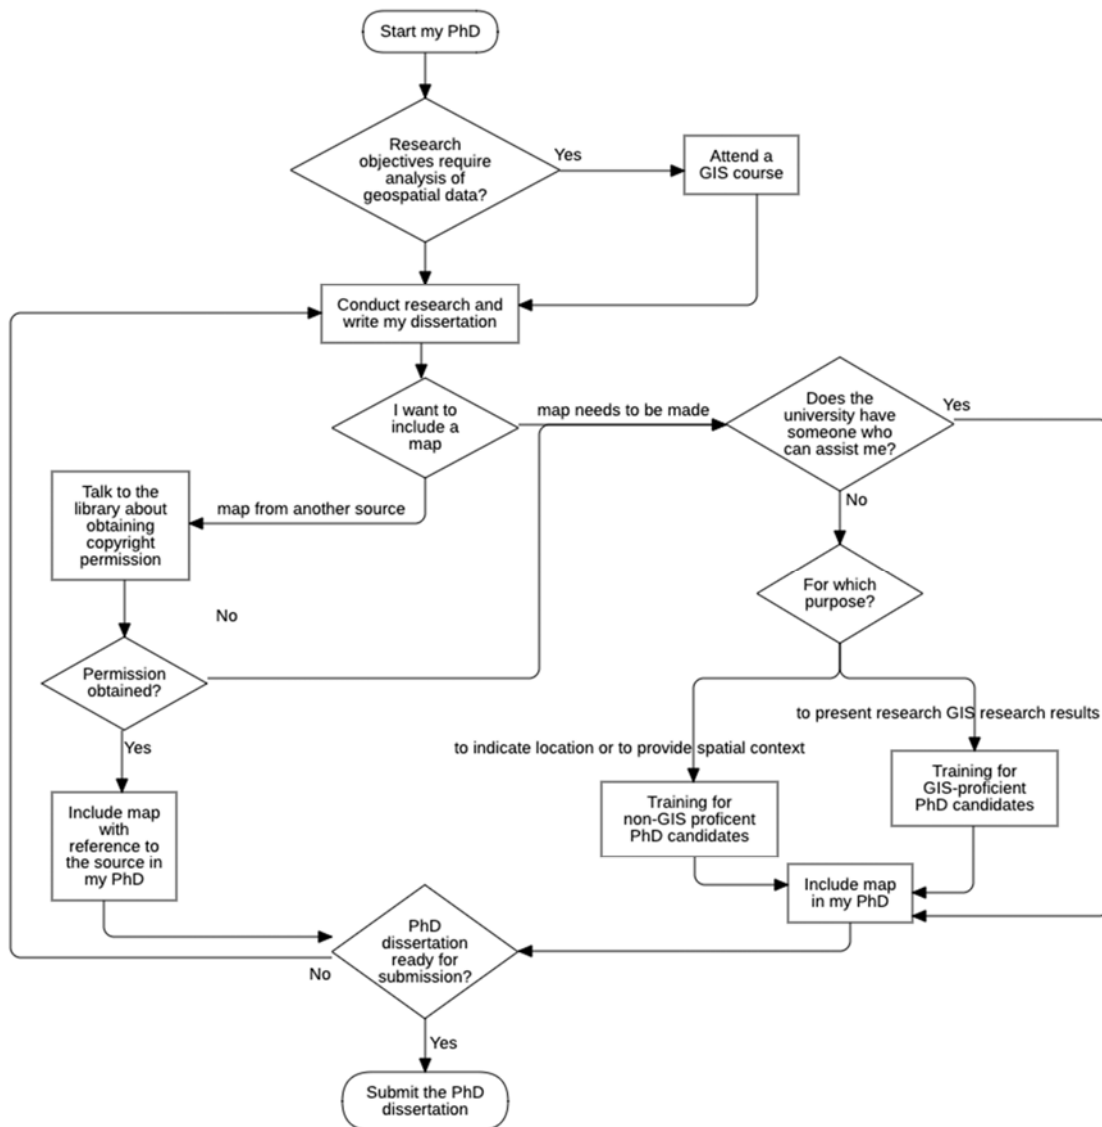 Start my PhD
Research
objectives require
analysis of
geospatial data?
Yes
Attend a
GIS course
Conduct research and
write my dissertation
I want to
include a
map
map needs to be made
Does the
university have
someone who
can assist me?
Yes
No
Talk to the
library about
obtaining
copyright
permission
map from another source
For which
purpose?
No
Permission
obtained?
Yes
to present research GIS research results
to indicate location or to provide spatial context
Training for
GIS-proficient
PhD candidates
Training for
non-GIS proficent
PhD candidates
Include map
with
reference to
the source in
my PhD
Include map
in my PhD
PhD
dissertation
ready for
submission?
No
Yes
Submit the PhD
dissertation